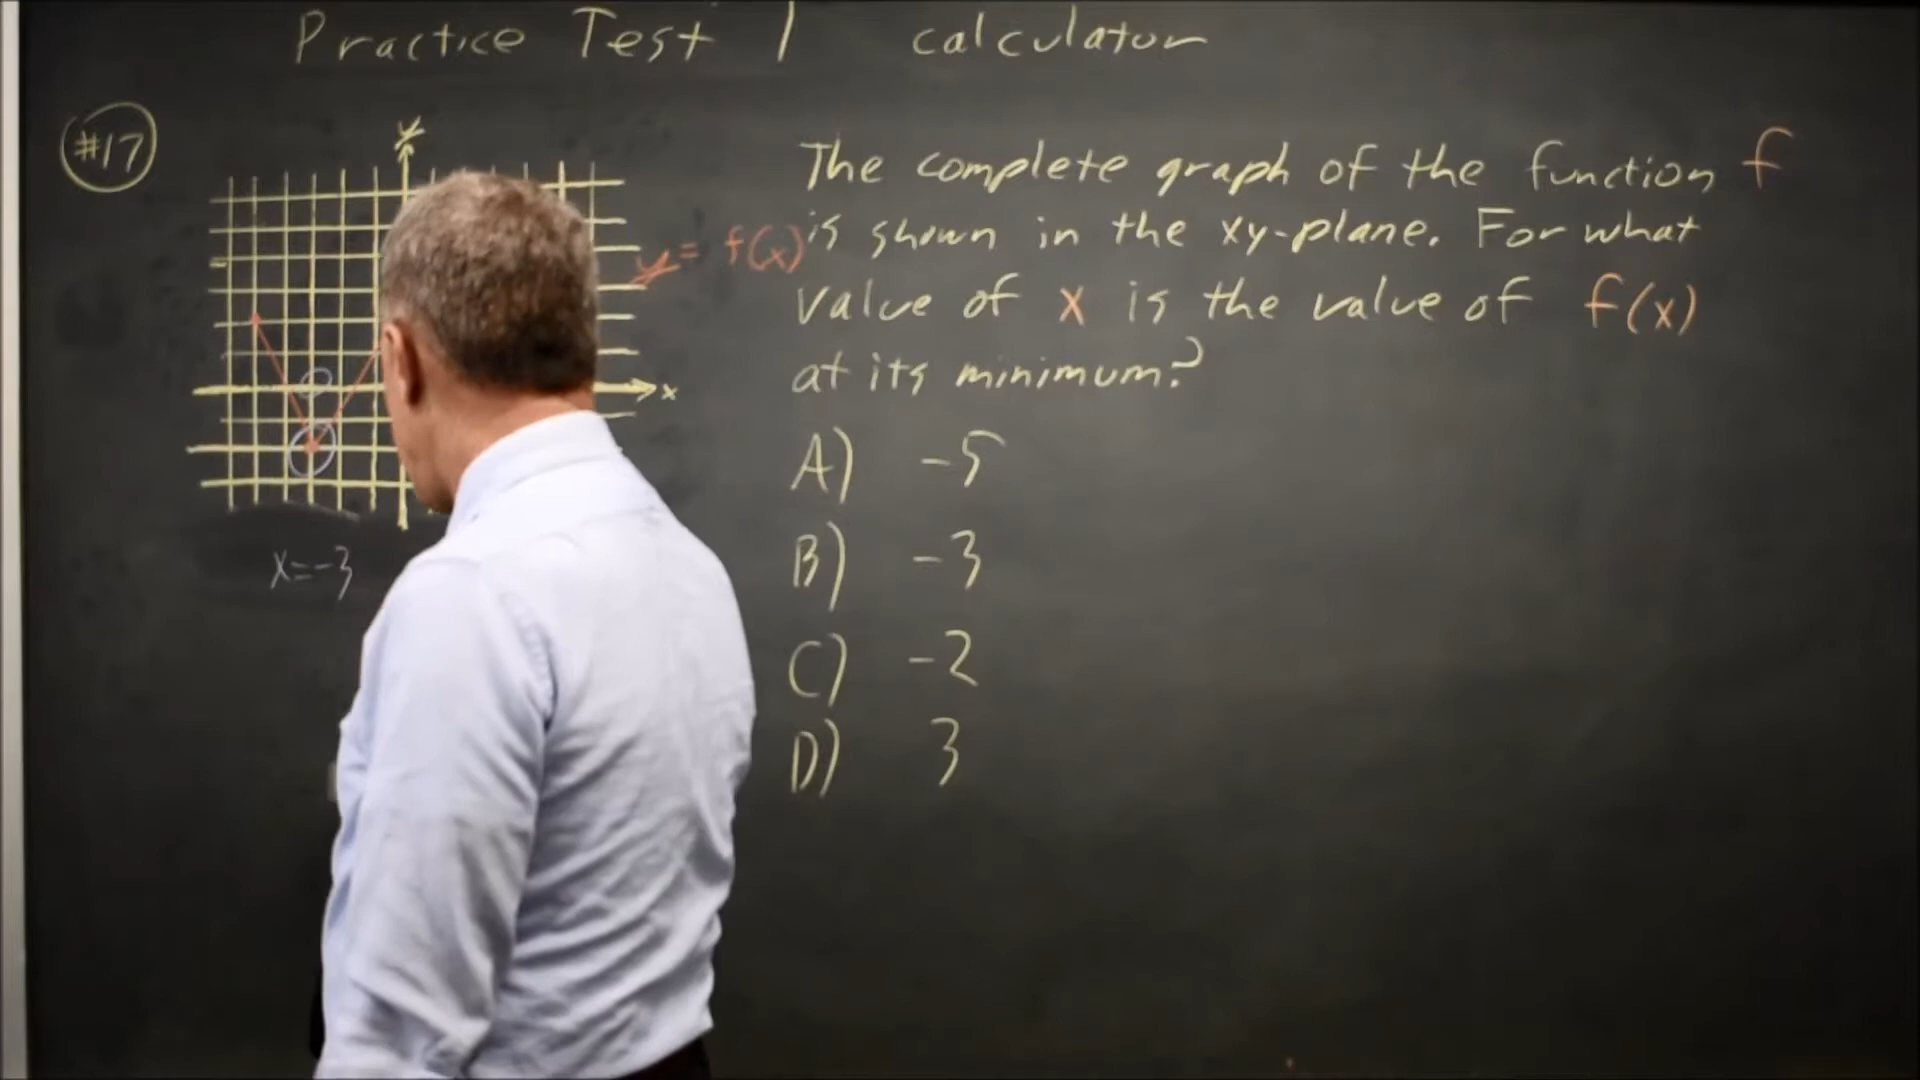 Practice Test 1 calculator
#17
y
y = f(x)
x
x=-3
The complete graph of the function f
is shown in the xy-plane. For what
value of x is the value of f(x)
at its minimum?
A) -5
B) -3
C) -2
D) 3